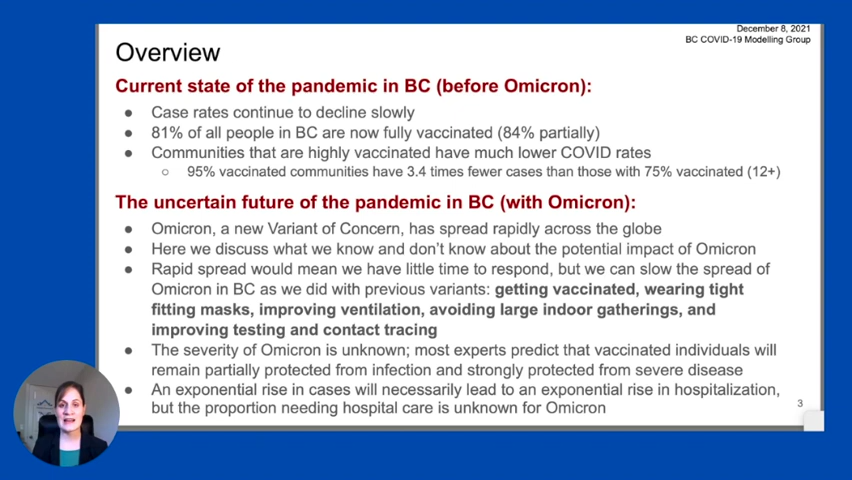 December 8, 2021
BC COVID-19 Modelling Group
Overview
Current state of the pandemic in BC (before Omicron):
● Case rates continue to decline slowly
● 81% of all people in BC are now fully vaccinated (84% partially)
● Communities that are highly vaccinated have much lower COVID rates
○ 95% vaccinated communities have 3.4 times fewer cases than those with 75% vaccinated (12+)
The uncertain future of the pandemic in BC (with Omicron):
● Omicron, a new Variant of Concern, has spread rapidly across the globe
● Here we discuss what we know and don't know about the potential impact of Omicron
● Rapid spread would mean we have little time to respond, but we can slow the spread of
Omicron in BC as we did with previous variants: getting vaccinated, wearing tight
fitting masks, improving ventilation, avoiding large indoor gatherings, and
improving testing and contact tracing
● The severity of Omicron is unknown; most experts predict that vaccinated individuals will
remain partially protected from infection and strongly protected from severe disease
● An exponential rise in cases will necessarily lead to an exponential rise in hospitalization,
but the proportion needing hospital care is unknown for Omicron
3